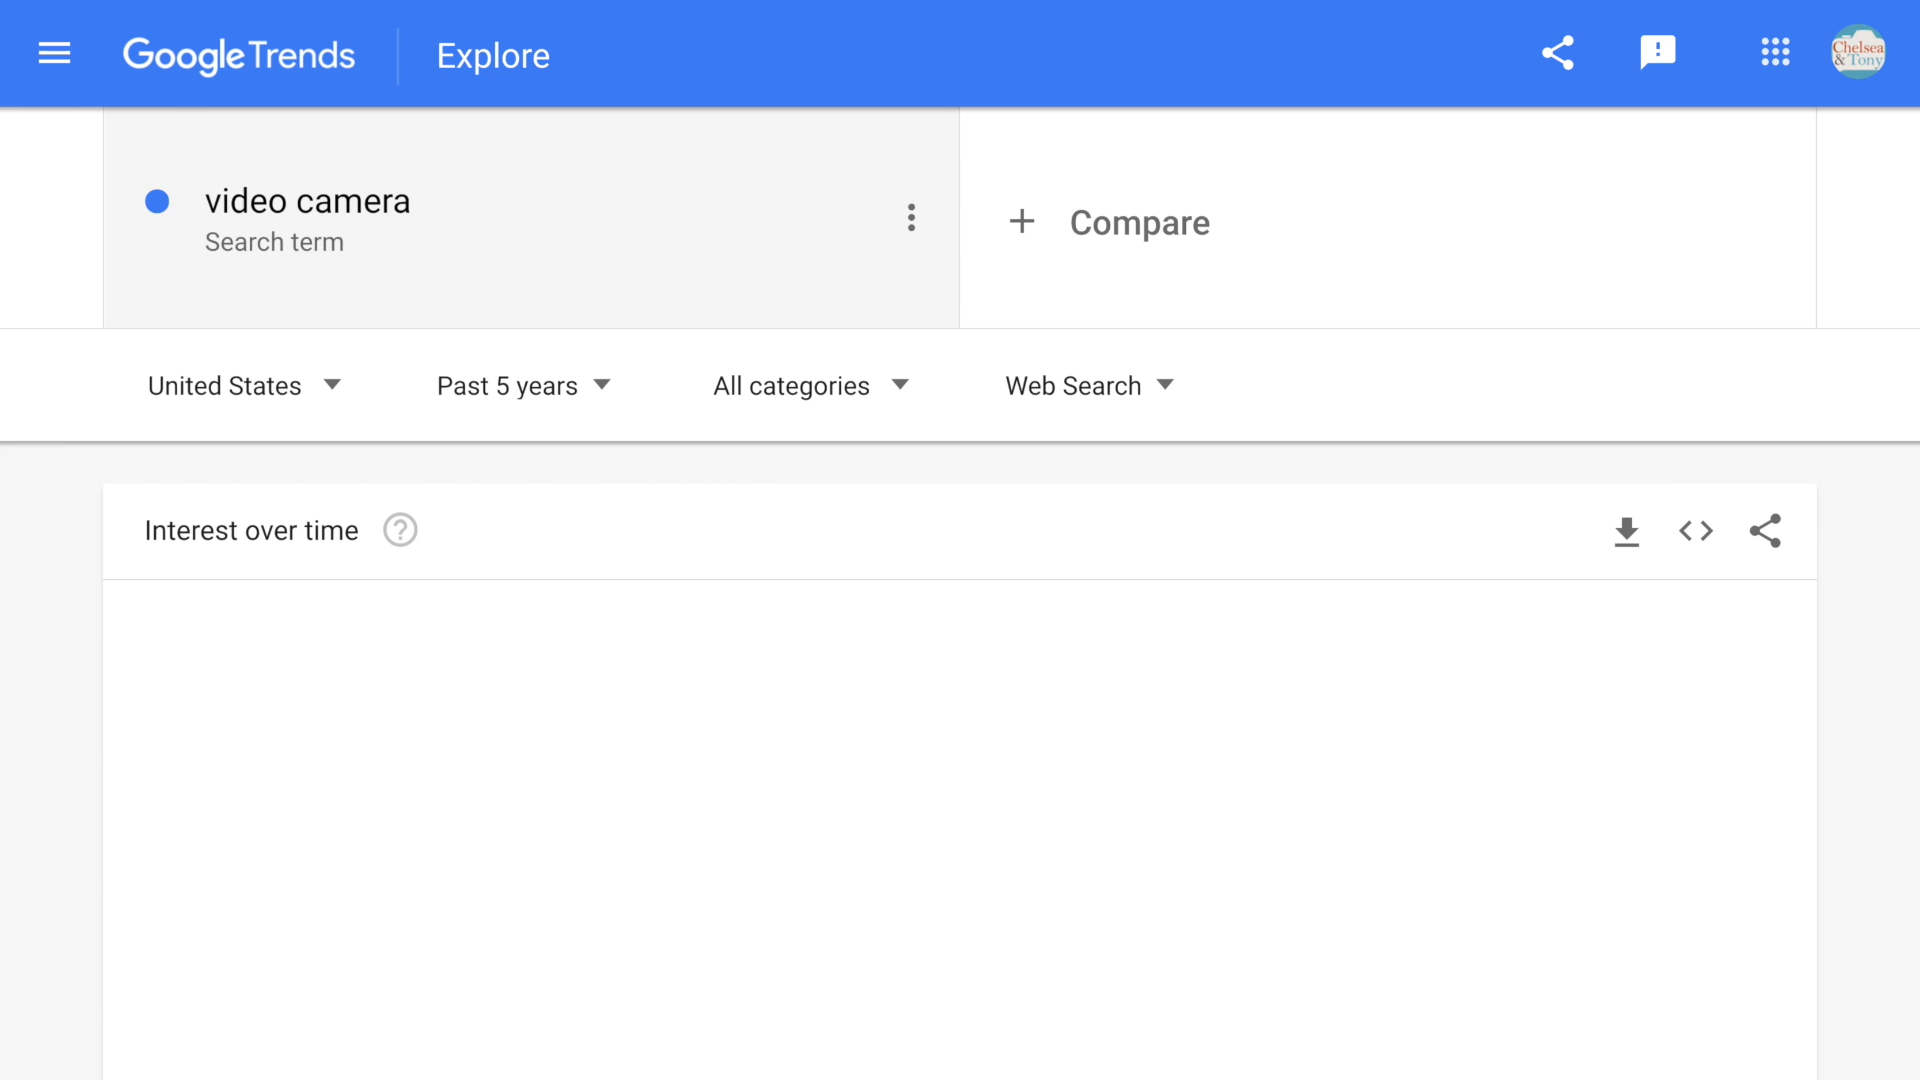 Google Trends
Explore
Chelsea
& Tony
video camera
Search term
+ Compare
United States
Past 5 years
All categories
Web Search
Interest over time
?